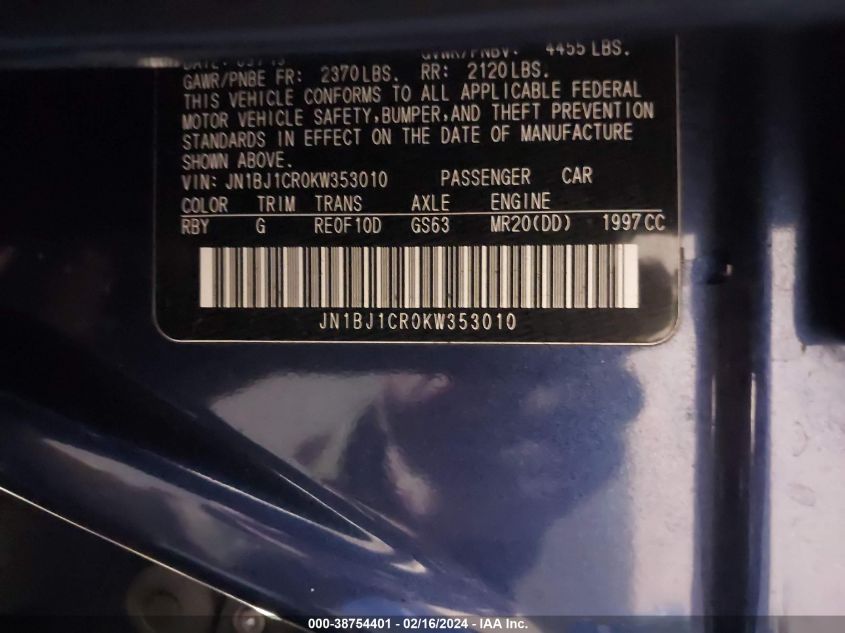 GVWR/PNBV: 4455 LBS.
GAWR/PNBE FR: 2370 LBS. RR: 2120 LBS.
THIS VEHICLE CONFORMS TO ALL APPLICABLE FEDERAL
MOTOR VEHICLE SAFETY, BUMPER, AND THEFT PREVENTION
STANDARDS IN EFFECT ON THE DATE OF MANUFACTURE
SHOWN ABOVE.
VIN: JN1BJ1CR0KW353010 PASSENGER CAR
COLOR TRIM TRANS AXLE ENGINE
RBY G RE0F10D GS63 MR20(DD) 1997CC
JN1BJ1CR0KW353010
000-38754401 - 02/16/2024 - IAA Inc.